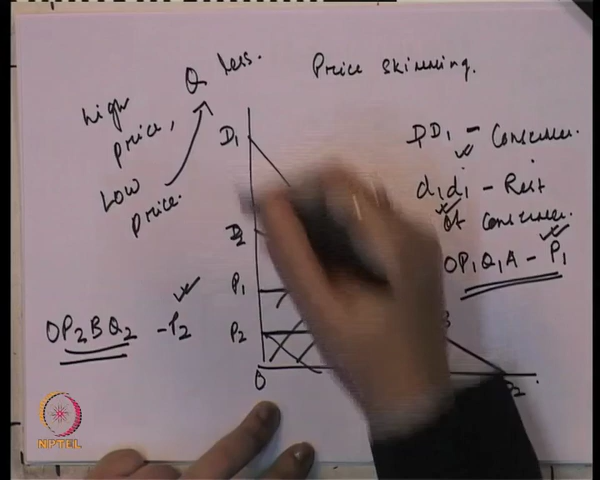 Price skimming.
Q less.
high price,
Low price.
D1
DD1 - Consumer.
d1d1 - Rest of consumer.
D2
OP1Q1A - P1
P1
OP2BQ2 - P2
P2
B
O
2
NPTEL